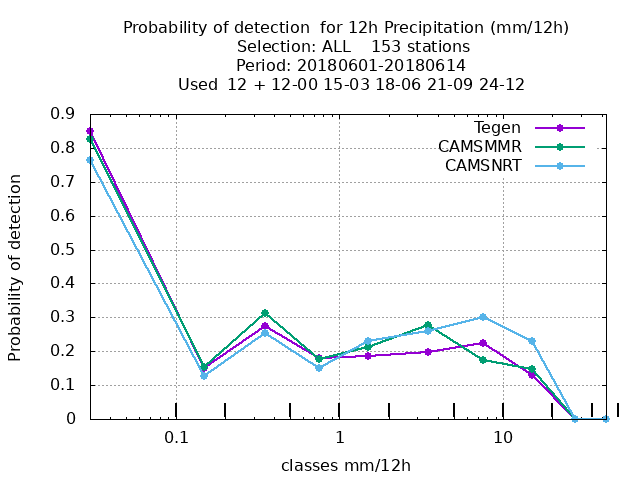 Probability of detection  for 12h Precipitation (mm/12h)
Selection: ALL    153 stations
Period: 20180601-20180614
Used  12 + 12-00 15-03 18-06 21-09 24-12
Tegen
CAMSMMR
CAMSNRT
Probability of detection
0.9
0.8
0.7
0.6
0.5
0.4
0.3
0.2
0.1
0
0.1 1 10
classes mm/12h